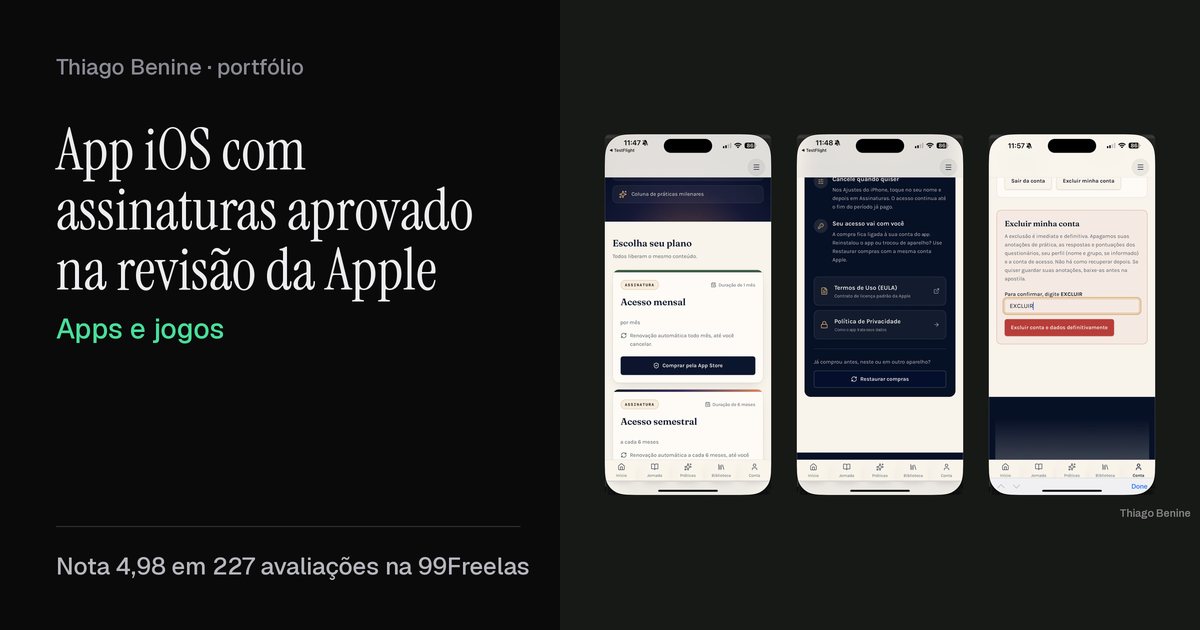 Thiago Benine · portfólio
App iOS com
assinaturas aprovado
na revisão da Apple
Apps e jogos
Nota 4,98 em 227 avaliações na 99Freelas
11:47
TestFlight
86
Coluna de práticas milenares
Escolha seu plano
Todos liberam o mesmo conteúdo.
ASSINATURA
Duração de 1 mês
Acesso mensal
por mês
Renovação automática todo mês, até você
cancelar.
Comprar pela App Store
ASSINATURA
Duração de 6 meses
Acesso semestral
a cada 6 meses
Renovação automática a cada 6 meses, até você
Início
Jornada
Práticas
Biblioteca
Conta
11:48
TestFlight
86
Cancele quando quiser
Nos Ajustes do iPhone, toque no seu nome e
depois em Assinaturas. O acesso continua até
o fim do período já pago.
Seu acesso vai com você
A compra fica ligada à sua conta do app.
Reinstalou o app ou trocou de aparelho? Use
Restaurar compras com a mesma conta
Apple.
Termos de Uso (EULA)
Contrato de licença padrão da Apple
Política de Privacidade
Como o app trata seus dados
Já comprou antes, neste ou em outro aparelho?
Restaurar compras
Início
Jornada
Práticas
Biblioteca
Conta
11:57
86
Sair da conta
Excluir minha conta
Excluir minha conta
A exclusão é imediata e definitiva. Apagamos suas
anotações de prática, as respostas e pontuações dos
questionários, seu perfil (nome e grupo, se informado)
e a conta de acesso. Não há como recuperar depois. Se
quiser guardar suas anotações, baixe-as antes na
apostila.
Para confirmar, digite EXCLUIR
EXCLUIR
Excluir conta e dados definitivamente
Início
Jornada
Práticas
Biblioteca
Conta
Done
Thiago Benine